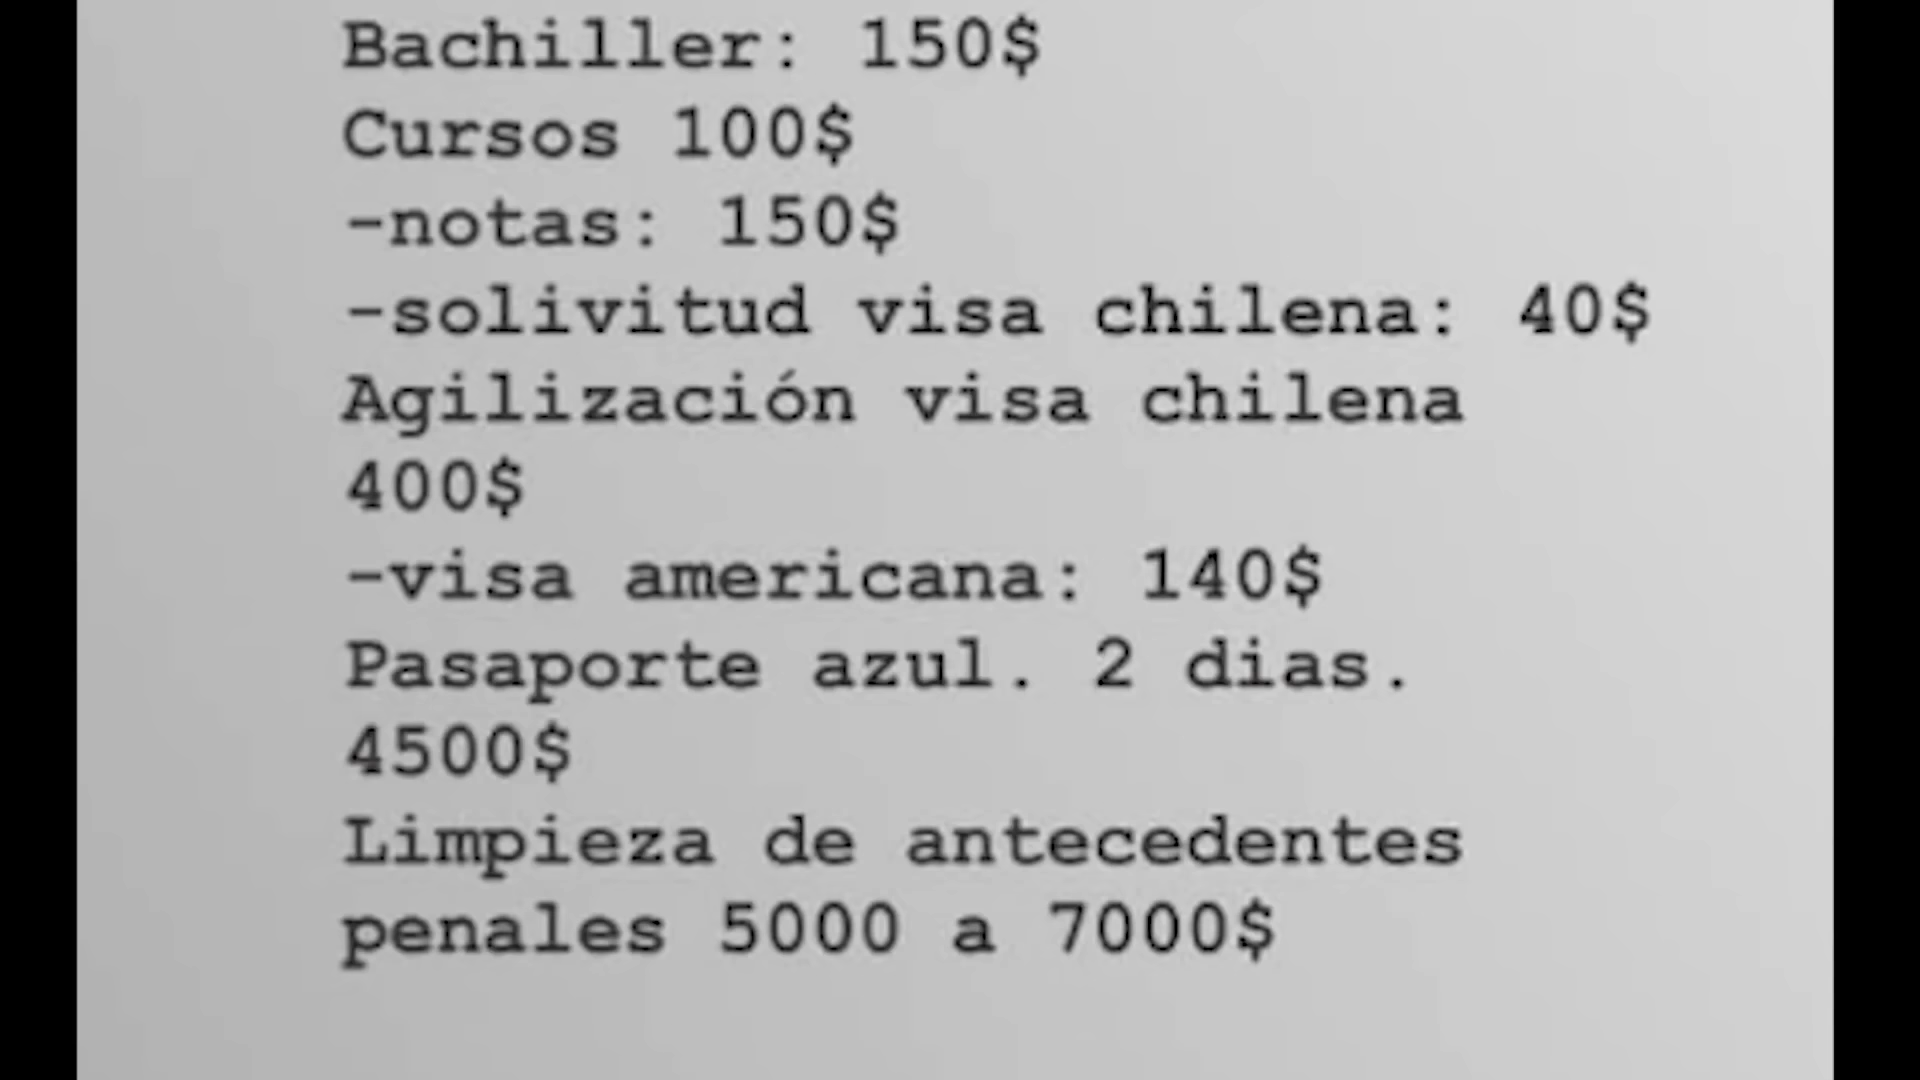 Bachiller: 150$
Cursos 100$
-notas: 150$
-solivitud visa chilena: 40$
Agilización visa chilena
400$
-visa americana: 140$
Pasaporte azul. 2 dias.
4500$
Limpieza de antecedentes
penales 5000 a 7000$